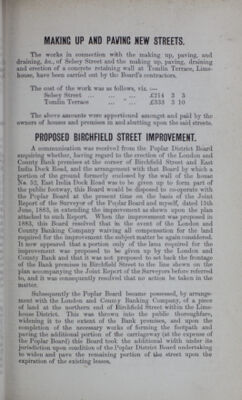 MAKING UP AND PAVING NEW STREETS.
The works in connection with the making up, paving, and
draining, &c., of Selsey Street and the making up, paving, draining
and erection of a concrete retaining wall at Tomlin Terrace, Lime-
house, have been carried out by the Board's contractors.
The cost of the work was as follows, viz. :—
Selsey Street ... ... ... £214 3 3
Tomlin Terrace ... ... £333 3 10
The above amounts were apportioned amongst and paid by the
owners of houses and premises in and abutting upon the said streets.
PROPOSED BIRCHFIELD STREET IMPROVEMENT.
A communication was received from the Poplar District Board
enquiring whether, having regard to the erection of the London and
County Bank premises at the corner of Birchfield Street and East
India Dock Road, and the arrangement with that Board by which a
portion of the ground formerly enclosed by the wall of the house
No. 52, East India Dock Road was to be given up to form part of
the public footway, this Board would be disposed to co-operate with
the Poplar Board at the present time on the basis of the Joint
Report of the Surveyor of the Poplar Board and myself, dated 15th
June, 1883, in extending the improvement as shewn upon the plan
attached to such Report. When the improvement was proposed in
1883, this Board resolved that in the event of the London and
County Banking Company waiving all compensation for the land
required for the improvement the subject matter be again considered.
It now appeared that a portion only of the land required for the
improvement was proposed to be given up by the London and
County Bank and that it was not proposed to set back the frontage
of the Bank premises in Birchfield Street to the line shewn on the
plan accompanying the Joint Report of the Surveyors before referred
to, and it was consequently resolved that no action be taken in the
matter.
Subsequently the Poplar Board became possessed, by arrange-
ment with the London and County Banking Company, of a piece
of land at the northern end of Birchfield Street within the Lime-
house District. This was thrown into the public thoroughfare,
widening it to the extent of the Bank premises, and upon the
completion of the necessary works of forming the footpath and
paving the additional portion of the carriageway (at the expense of
the Poplar Board) this Board took the additional width under its
jurisdiction upon condition of the Poplar District Board undertaking
to widen and pave the remaining portion of the street upon the
expiration of the existing leases.